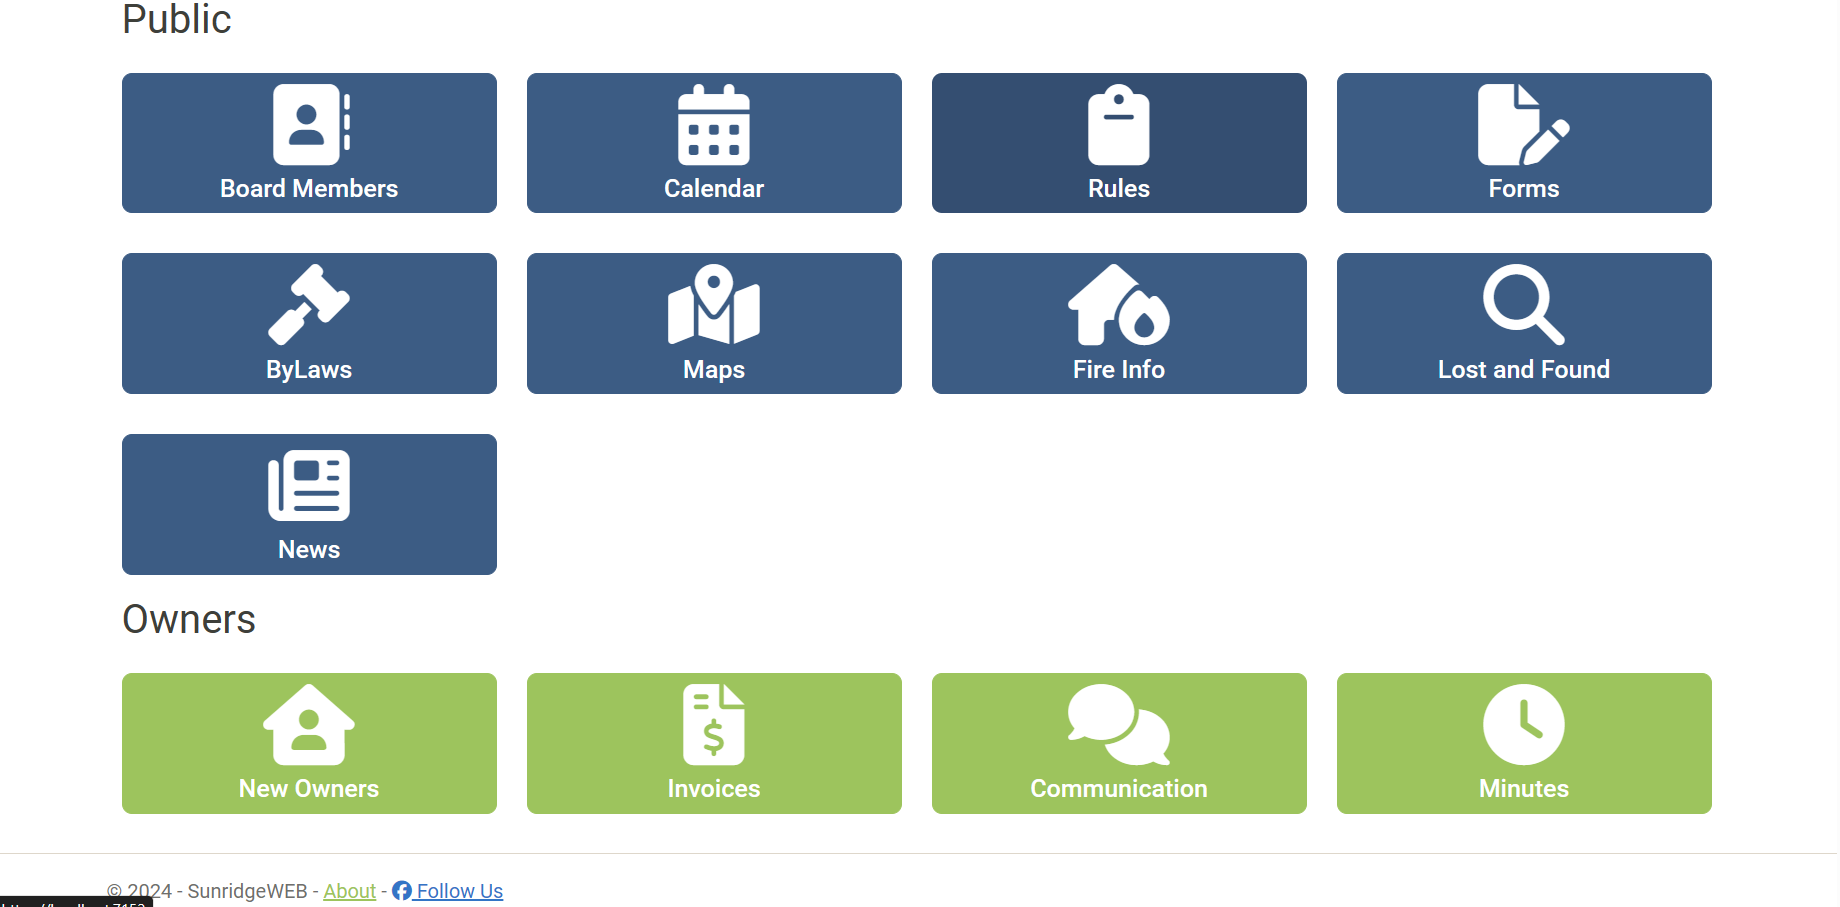 Public
Board Members
Calendar
Rules
Forms
ByLaws
Maps
Fire Info
Lost and Found
News
Owners
New Owners
Invoices
$
Communication
Minutes
© 2024 - SunridgeWEB - About - Follow Us